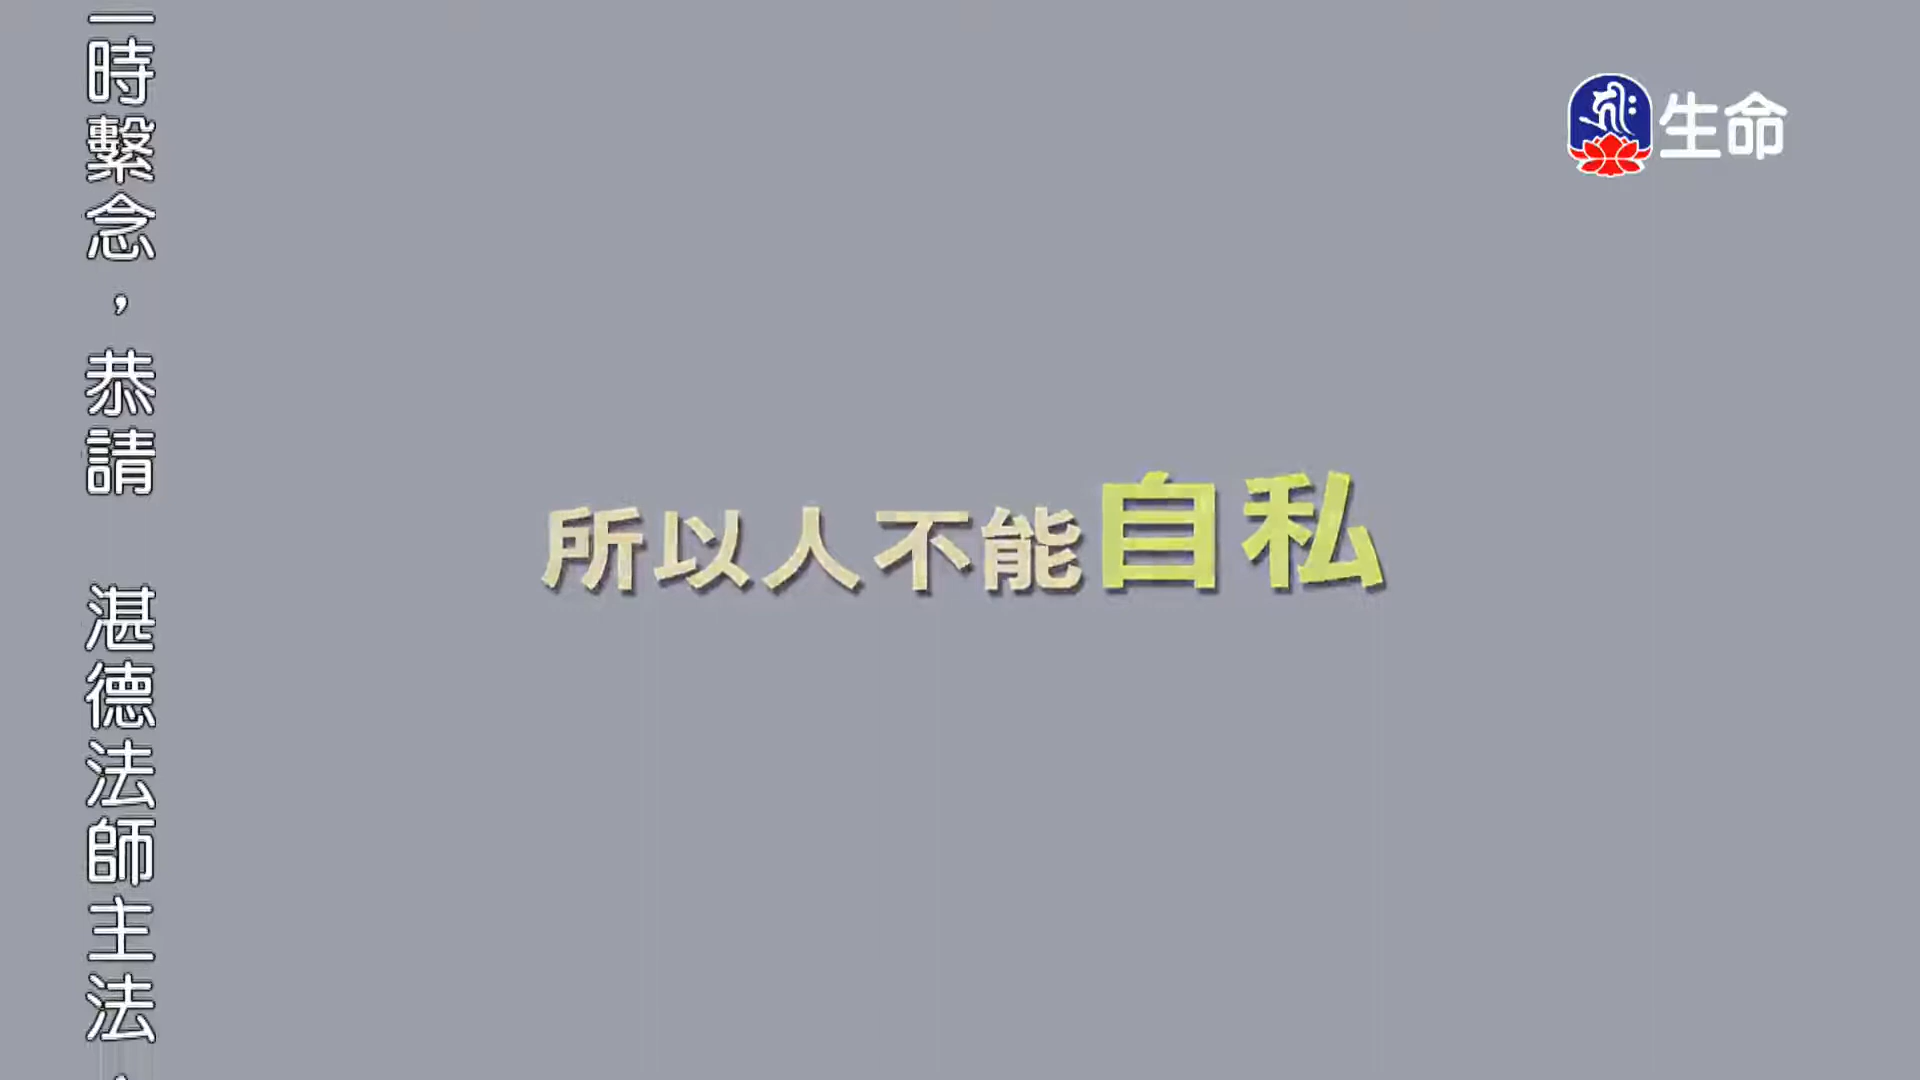 時繫念，恭請 湛德法師主法，
生命
所以人不能自私